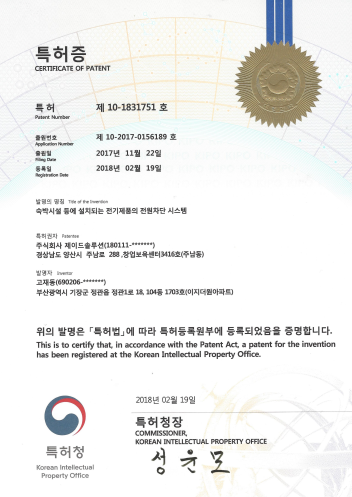 특허증
CERTIFICATE OF PATENT
특 허 제 10-1831751 호
Patent Number
출원번호 제 10-2017-0156189 호
Application Number
출원일 2017년 11월 22일
Filing Date
등록일 2018년 02월 19일
Registration Date
발명의 명칭 Title of the Invention
숙박시설 등에 설치되는 전기제품의 전원차단 시스템
특허권자 Patentee
주식회사 제이드솔루션(180111-*******)
경상남도 양산시 주남로 288 ,창업보육센터3416호(주남동)
발명자 Inventor
고재동(690206-*******)
부산광역시 기장군 정관읍 정관1로 18, 104동 1703호(이지더원아파트)
위의 발명은 「특허법」에 따라 특허등록원부에 등록되었음을 증명합니다.
This is to certify that, in accordance with the Patent Act, a patent for the invention
has been registered at the Korean Intellectual Property Office.
2018년 02월 19일
특허청장
COMMISSIONER,
KOREAN INTELLECTUAL PROPERTY OFFICE
성윤모
특허청
Korean Intellectual
Property Office